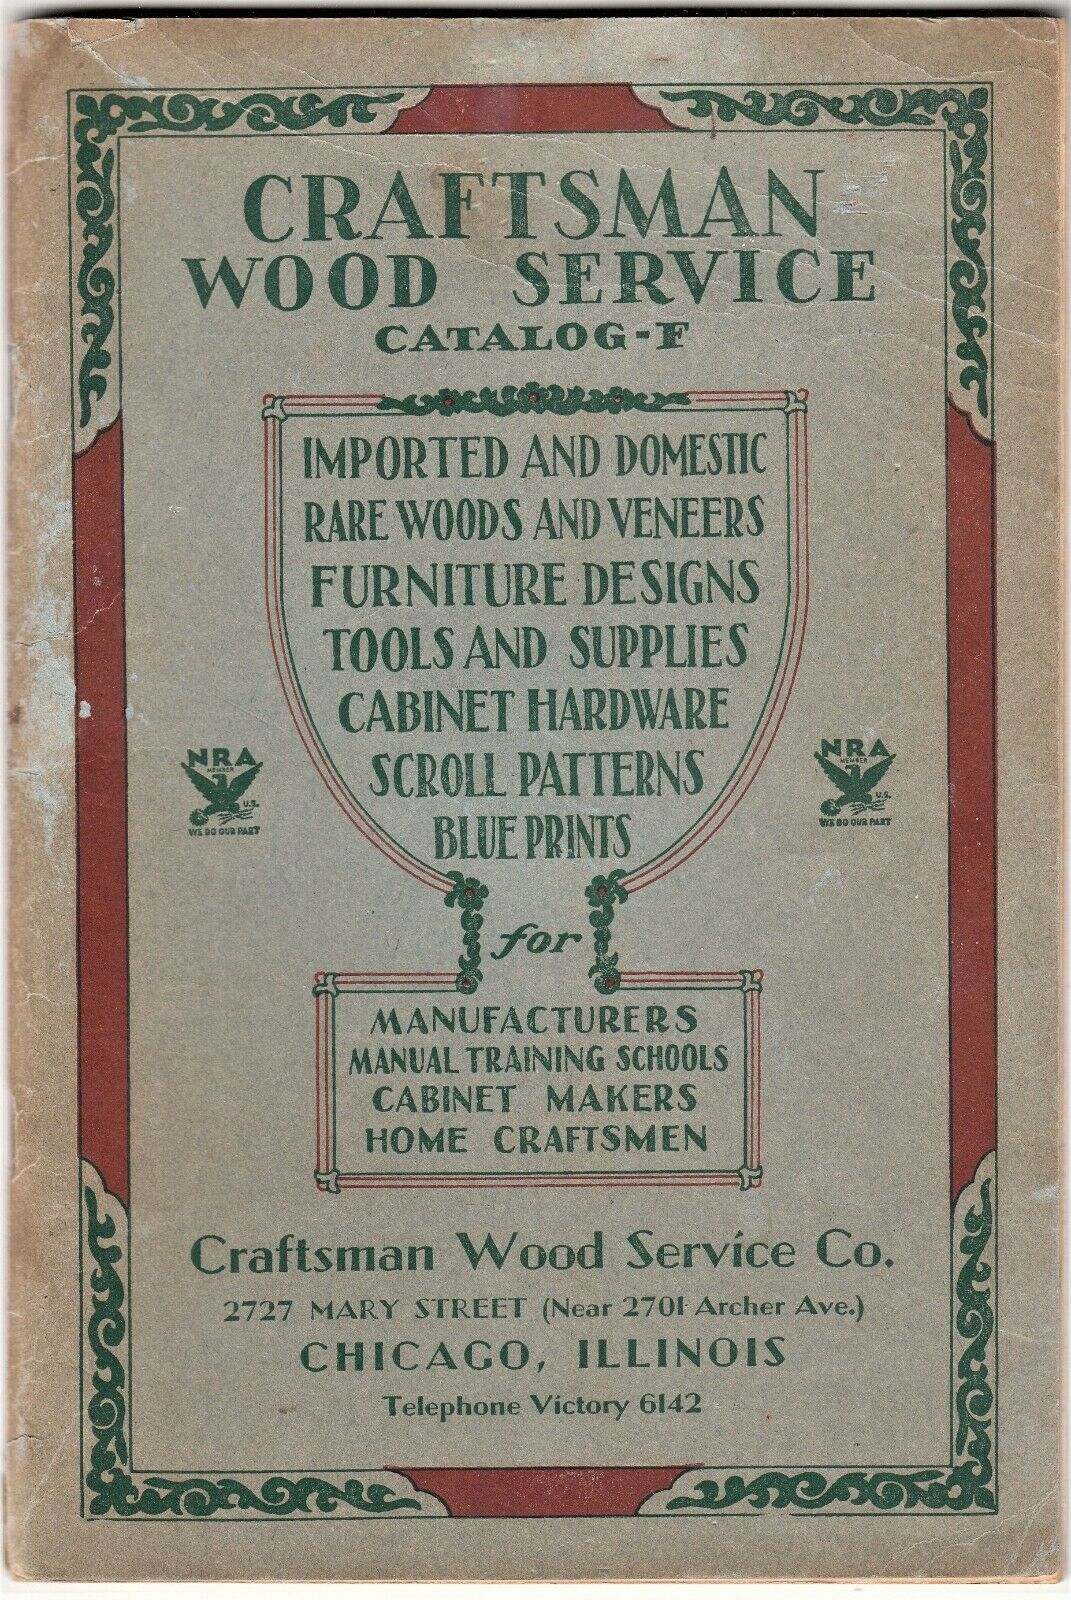 CRAFTSMAN
WOOD SERVICE
CATALOG-F
IMPORTED AND DOMESTIC
RARE WOODS AND VENEERS
FURNITURE DESIGNS
TOOLS AND SUPPLIES
CABINET HARDWARE
SCROLL PATTERNS
BLUE PRINTS
NRA
MEMBER
U.S.
WE DO OUR PART
NRA
MEMBER
U.S.
WE DO OUR PART
for
MANUFACTURERS
MANUAL TRAINING SCHOOLS
CABINET MAKERS
HOME CRAFTSMEN
Craftsman Wood Service Co.
2727 MARY STREET (Near 2701 Archer Ave.)
CHICAGO, ILLINOIS
Telephone Victory 6142